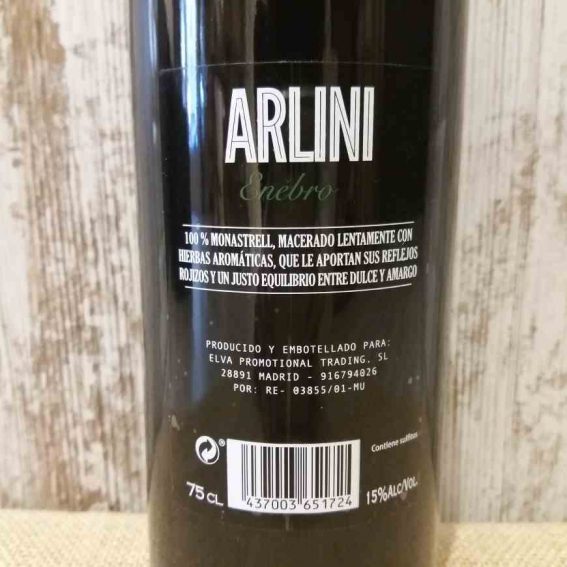 ARLINI
Enébro
100 % MONASTRELL, MACERADO LENTAMENTE CON
HIERBAS AROMÁTICAS, QUE LE APORTAN SUS REFLEJOS
ROJIZOS Y UN JUSTO EQUILIBRIO ENTRE DULCE Y AMARGO
PRODUCIDO Y EMBOTELLADO PARA:
ELVA PROMOTIONAL TRADING, SL
28891 MADRID - 916794026
POR: RE- 03855/01-MU
Contiene sulfitos
75 CL.
437003 651724
15%ALC/VOL.